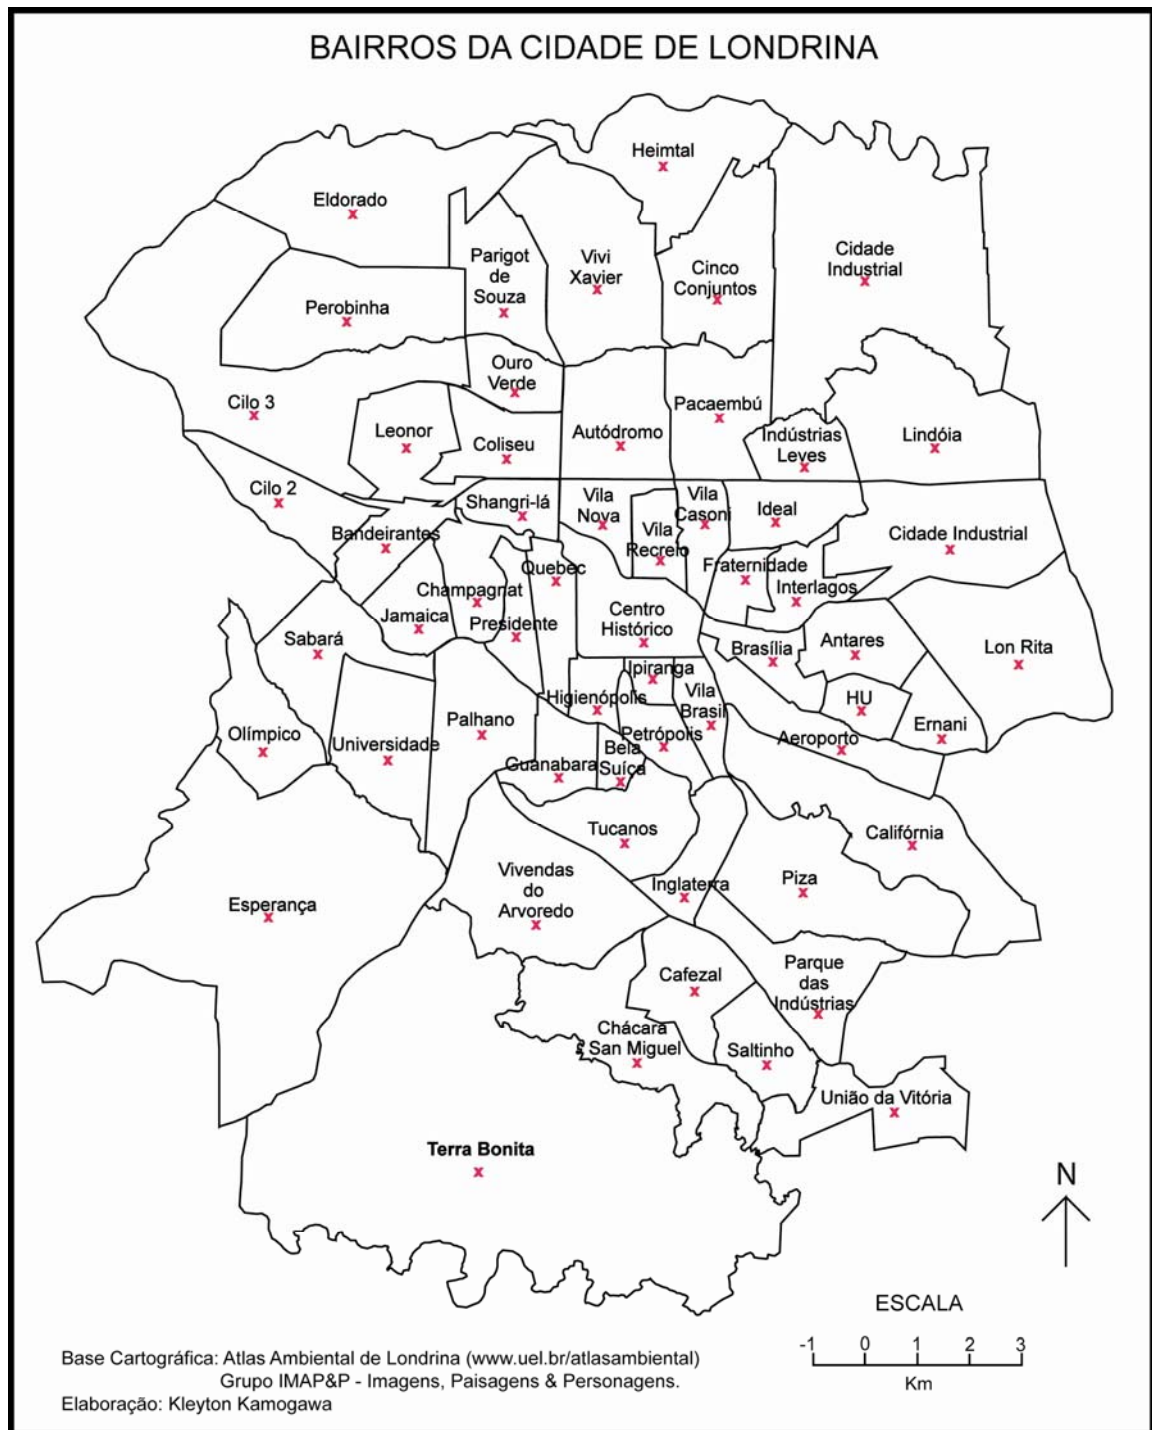 BAIRROS DA CIDADE DE LONDRINA
Heimtal
Eldorado
Parigot
de
Souza
Vivi
Xavier
Cinco
Conjuntos
Cidade
Industrial
Perobinha
Ouro
Verde
Cilo 3
Leonor
Coliseu
Autódromo
Pacaembú
Indústrias
Leves
Lindóia
Cilo 2
Shangri-lá
Vila
Nova
Vila
Recreio
Vila
Casoni
Ideal
Cidade Industrial
Bandeirantes
Quebec
Fraternidade
Interlagos
Champagnat
Jamaica
Presidente
Centro
Histórico
Sabará
Brasília
Antares
Lon Rita
Ipiranga
Higienópolis
Vila
Brasil
HU
Ernani
Olímpico
Universidade
Palhano
Petrópolis
Aeroporto
Guanabara
Bela
Suíça
Tucanos
Califórnia
Vivendas
do
Arvoredo
Inglaterra
Piza
Esperança
Cafezal
Parque
das
Indústrias
Chácara
San Miguel
Saltinho
União da Vitória
Terra Bonita
N
ESCALA
-1 0 1 2 3
Km
Base Cartográfica: Atlas Ambiental de Londrina (www.uel.br/atlasambiental)
Grupo IMAP&P - Imagens, Paisagens & Personagens.
Elaboração: Kleyton Kamogawa